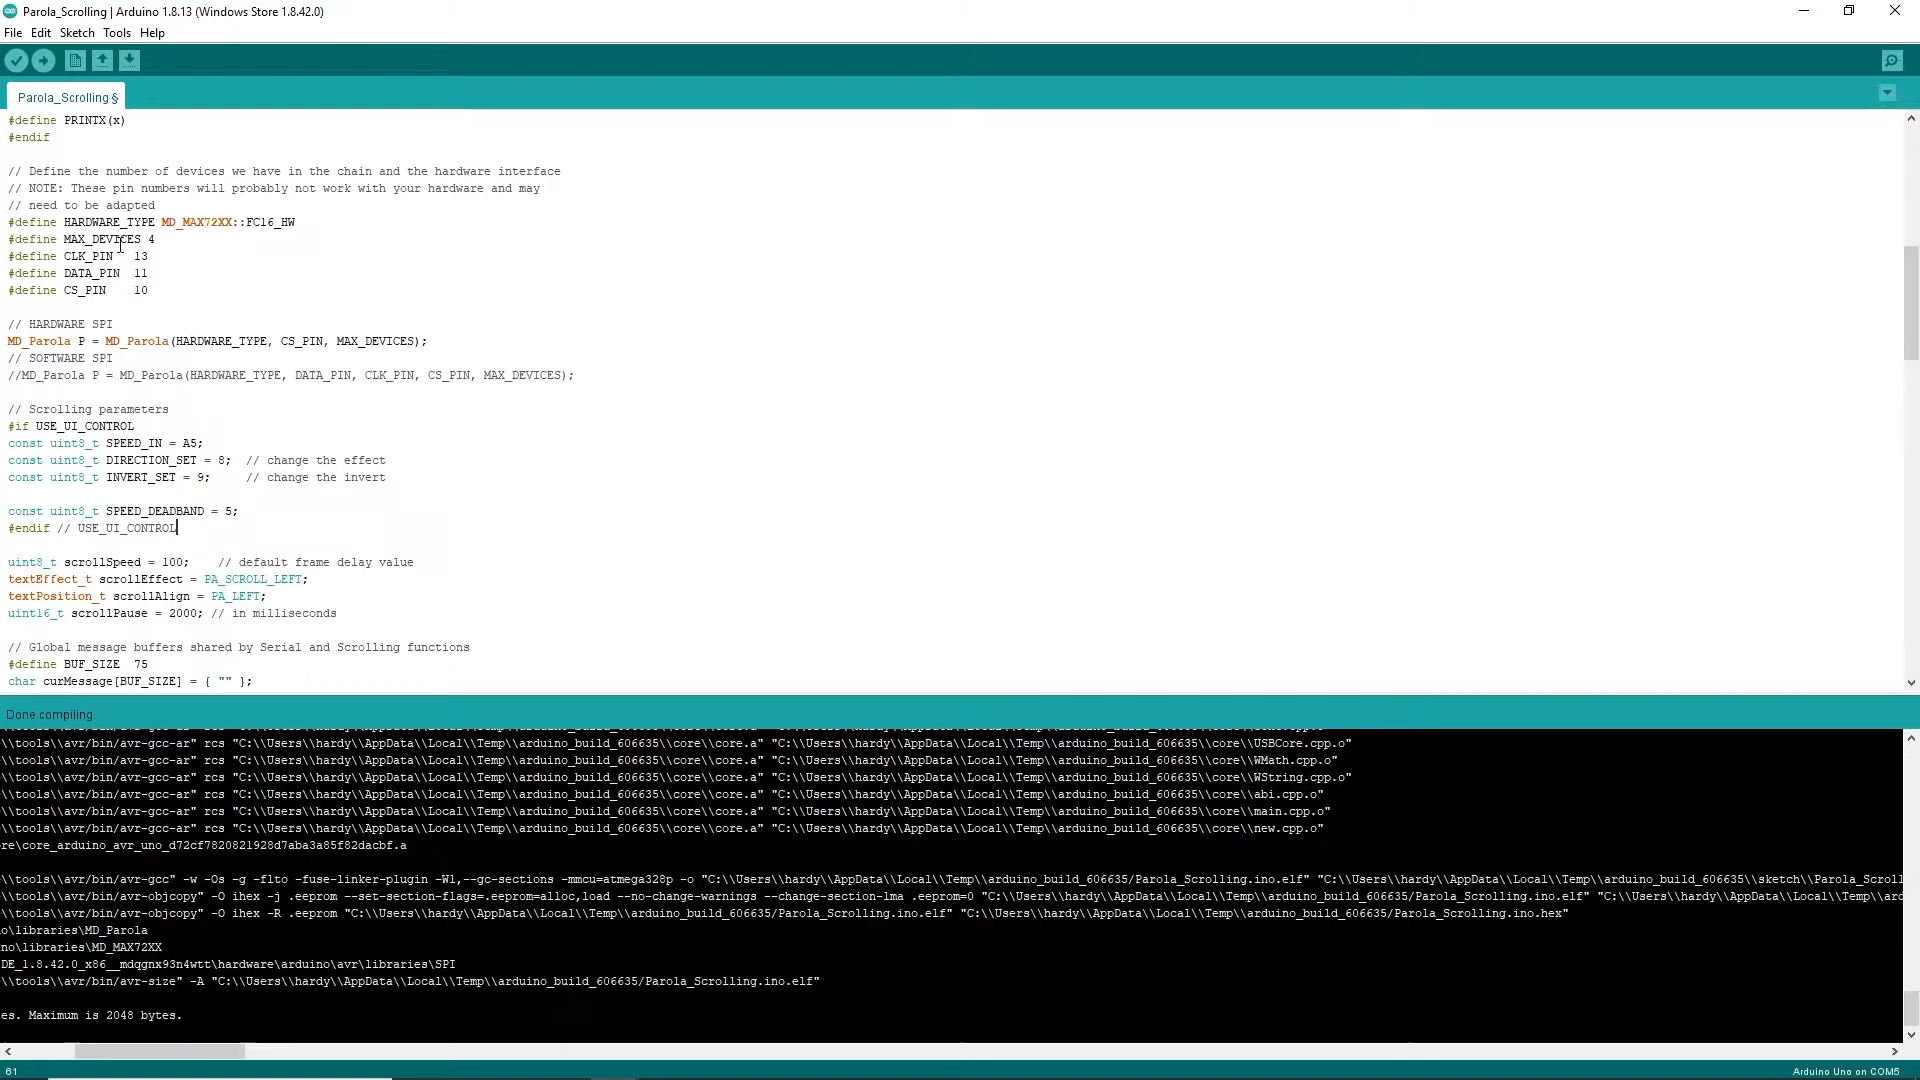 Parola_Scrolling | Arduino 1.8.13 (Windows Store 1.8.42.0)
File Edit Sketch Tools Help
Parola_Scrolling §
#define PRINTX(x)
#endif
// Define the number of devices we have in the chain and the hardware interface
// NOTE: These pin numbers will probably not work with your hardware and may
// need to be adapted
#define HARDWARE_TYPE MD_MAX72XX::FC16_HW
#define MAX_DEVICES 4
#define CLK_PIN   13
#define DATA_PIN  11
#define CS_PIN    10
// HARDWARE SPI
MD_Parola P = MD_Parola(HARDWARE_TYPE, CS_PIN, MAX_DEVICES);
// SOFTWARE SPI
//MD_Parola P = MD_Parola(HARDWARE_TYPE, DATA_PIN, CLK_PIN, CS_PIN, MAX_DEVICES);
// Scrolling parameters
#if USE_UI_CONTROL
const uint8_t SPEED_IN = A5;
const uint8_t DIRECTION_SET = 8;  // change the effect
const uint8_t INVERT_SET = 9;     // change the invert
const uint8_t SPEED_DEADBAND = 5;
#endif // USE_UI_CONTROL
uint8_t scrollSpeed = 100;    // default frame delay value
textEffect_t scrollEffect = PA_SCROLL_LEFT;
textPosition_t scrollAlign = PA_LEFT;
uint16_t scrollPause = 2000; // in milliseconds
// Global message buffers shared by Serial and Scrolling functions
#define BUF_SIZE  75
char curMessage[BUF_SIZE] = { "" };
Done compiling.
\\tools\\avr/bin/avr-gcc-ar" rcs "C:\\Users\\hardy\\AppData\\Local\\Temp\\arduino_build_606635\\core\\core.a" "C:\\Users\\hardy\\AppData\\Local\\Temp\\arduino_build_606635\\core\\USBCore.cpp.o"
\\tools\\avr/bin/avr-gcc-ar" rcs "C:\\Users\\hardy\\AppData\\Local\\Temp\\arduino_build_606635\\core\\core.a" "C:\\Users\\hardy\\AppData\\Local\\Temp\\arduino_build_606635\\core\\WMath.cpp.o"
\\tools\\avr/bin/avr-gcc-ar" rcs "C:\\Users\\hardy\\AppData\\Local\\Temp\\arduino_build_606635\\core\\core.a" "C:\\Users\\hardy\\AppData\\Local\\Temp\\arduino_build_606635\\core\\WString.cpp.o"
\\tools\\avr/bin/avr-gcc-ar" rcs "C:\\Users\\hardy\\AppData\\Local\\Temp\\arduino_build_606635\\core\\core.a" "C:\\Users\\hardy\\AppData\\Local\\Temp\\arduino_build_606635\\core\\abi.cpp.o"
\\tools\\avr/bin/avr-gcc-ar" rcs "C:\\Users\\hardy\\AppData\\Local\\Temp\\arduino_build_606635\\core\\core.a" "C:\\Users\\hardy\\AppData\\Local\\Temp\\arduino_build_606635\\core\\main.cpp.o"
\\tools\\avr/bin/avr-gcc-ar" rcs "C:\\Users\\hardy\\AppData\\Local\\Temp\\arduino_build_606635\\core\\core.a" "C:\\Users\\hardy\\AppData\\Local\\Temp\\arduino_build_606635\\core\\new.cpp.o"
re\core_arduino_avr_uno_d72cf7820821928d7aba3a85f82dacbf.a
\\tools\\avr/bin/avr-gcc" -w -Os -g -flto -fuse-linker-plugin -Wl,--gc-sections -mmcu=atmega328p -o "C:\\Users\\hardy\\AppData\\Local\\Temp\\arduino_build_606635/Parola_Scrolling.ino.elf" "C:\\Users\\hardy\\AppData\\Local\\Temp\\arduino_build_606635\\sketch\\Parola_Scroll
\\tools\\avr/bin/avr-objcopy" -O ihex -j .eeprom --set-section-flags=.eeprom=alloc,load --no-change-warnings --change-section-lma .eeprom=0 "C:\\Users\\hardy\\AppData\\Local\\Temp\\arduino_build_606635/Parola_Scrolling.ino.elf" "C:\\Users\\hardy\\AppData\\Local\\Temp\\ard
\\tools\\avr/bin/avr-objcopy" -O ihex -R .eeprom "C:\\Users\\hardy\\AppData\\Local\\Temp\\arduino_build_606635/Parola_Scrolling.ino.elf" "C:\\Users\\hardy\\AppData\\Local\\Temp\\arduino_build_606635/Parola_Scrolling.ino.hex"
o\libraries\MD_Parola
no\libraries\MD_MAX72XX
DE_1.8.42.0_x86__mdqgnx93n4wtt\hardware\arduino\avr\libraries\SPI
\\tools\\avr/bin/avr-size" -A "C:\\Users\\hardy\\AppData\\Local\\Temp\\arduino_build_606635/Parola_Scrolling.ino.elf"
es. Maximum is 2048 bytes.
61
Arduino Uno on COM5